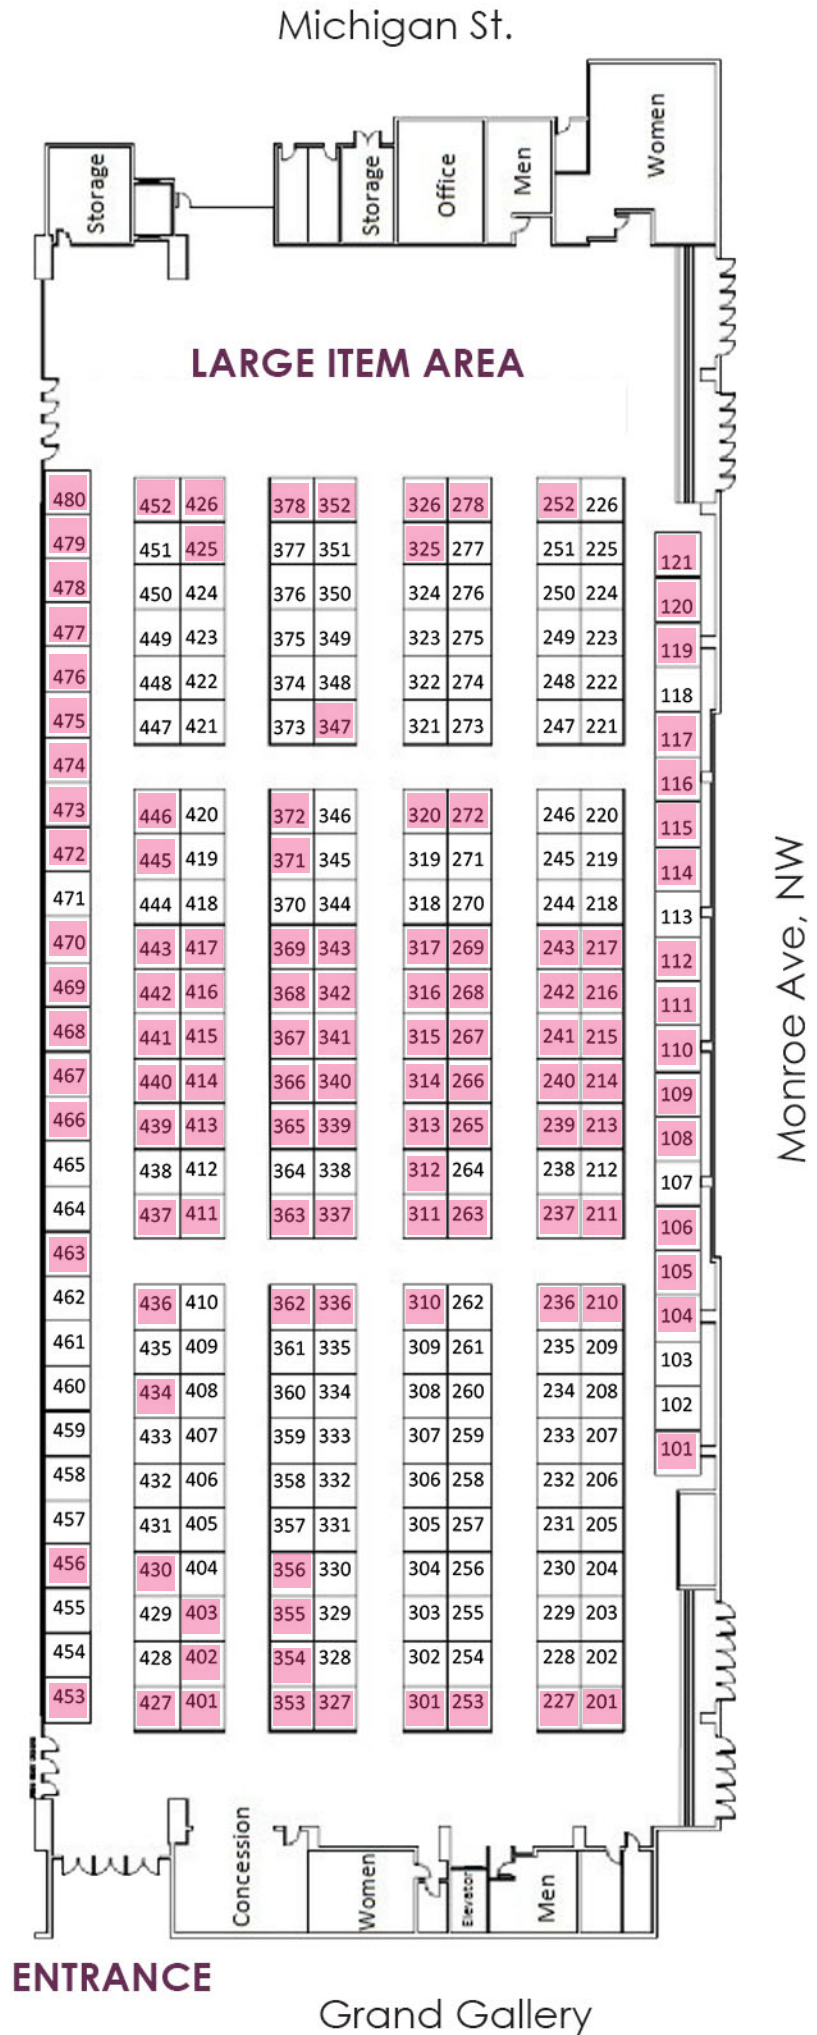 Michigan St.
Women
Storage
Storage
Office
Men
LARGE ITEM AREA
480
452 426 378 352 326 278 252 226
479
451 425 377 351 325 277 251 225
121
478
450 424 376 350 324 276 250 224
120
477
449 423 375 349 323 275 249 223
119
476
448 422 374 348 322 274 248 222
118
475
447 421 373 347 321 273 247 221
117
474
116
473
446 420 372 346 320 272 246 220
115
472
445 419 371 345 319 271 245 219
114
471
444 418 370 344 318 270 244 218
113
470
443 417 369 343 317 269 243 217
112
469
442 416 368 342 316 268 242 216
111
468
441 415 367 341 315 267 241 215
110
467
440 414 366 340 314 266 240 214
109
466
439 413 365 339 313 265 239 213
108
465
438 412 364 338 312 264 238 212
107
464
437 411 363 337 311 263 237 211
106
463
105
462
436 410 362 336 310 262 236 210
104
461
435 409 361 335 309 261 235 209
103
460
434 408 360 334 308 260 234 208
102
459
433 407 359 333 307 259 233 207
101
458
432 406 358 332 306 258 232 206
457
431 405 357 331 305 257 231 205
456
430 404 356 330 304 256 230 204
455
429 403 355 329 303 255 229 203
454
428 402 354 328 302 254 228 202
453
427 401 353 327 301 253 227 201
Monroe Ave, NW
Concession
Women
Elevator
Men
ENTRANCE
Grand Gallery